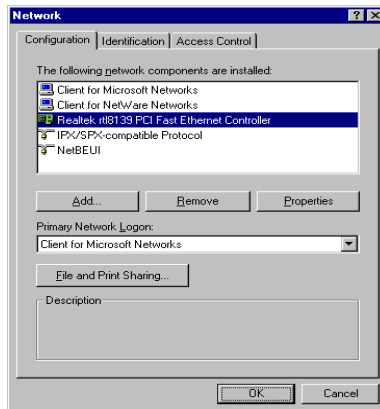 Network
Configuration Identification Access Control
The following network components are installed:
Client for Microsoft Networks
Client for NetWare Networks
Realtek rtl8139 PCI Fast Ethernet Controller
IPX/SPX-compatible Protocol
NetBEUI
Add... Remove Properties
Primary Network Logon:
Client for Microsoft Networks
File and Print Sharing...
Description
OK Cancel